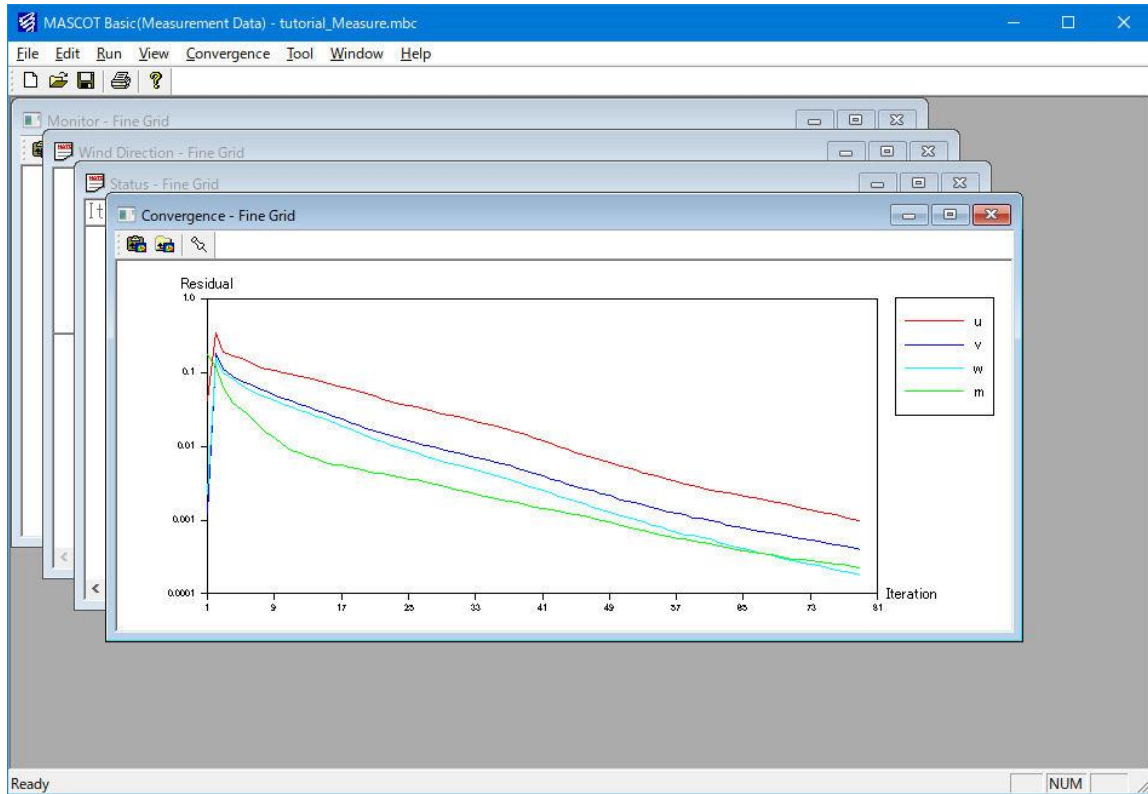 MASCOT Basic(Measurement Data) - tutorial_Measure.mbc
File Edit Run View Convergence Tool Window Help
Monitor - Fine Grid
Wind Direction - Fine Grid
Status - Fine Grid
It
Convergence - Fine Grid
Residual
1.0
u
v
0.1
w
m
0.01
0.001
0.0001
Iteration
1 9 17 25 33 41 49 57 65 73 81
Ready NUM